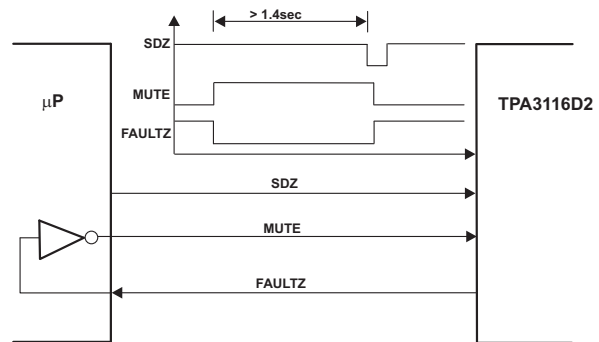 > 1.4sec
SDZ
MUTE
FAULTZ
μP
TPA3116D2
SDZ
MUTE
FAULTZ